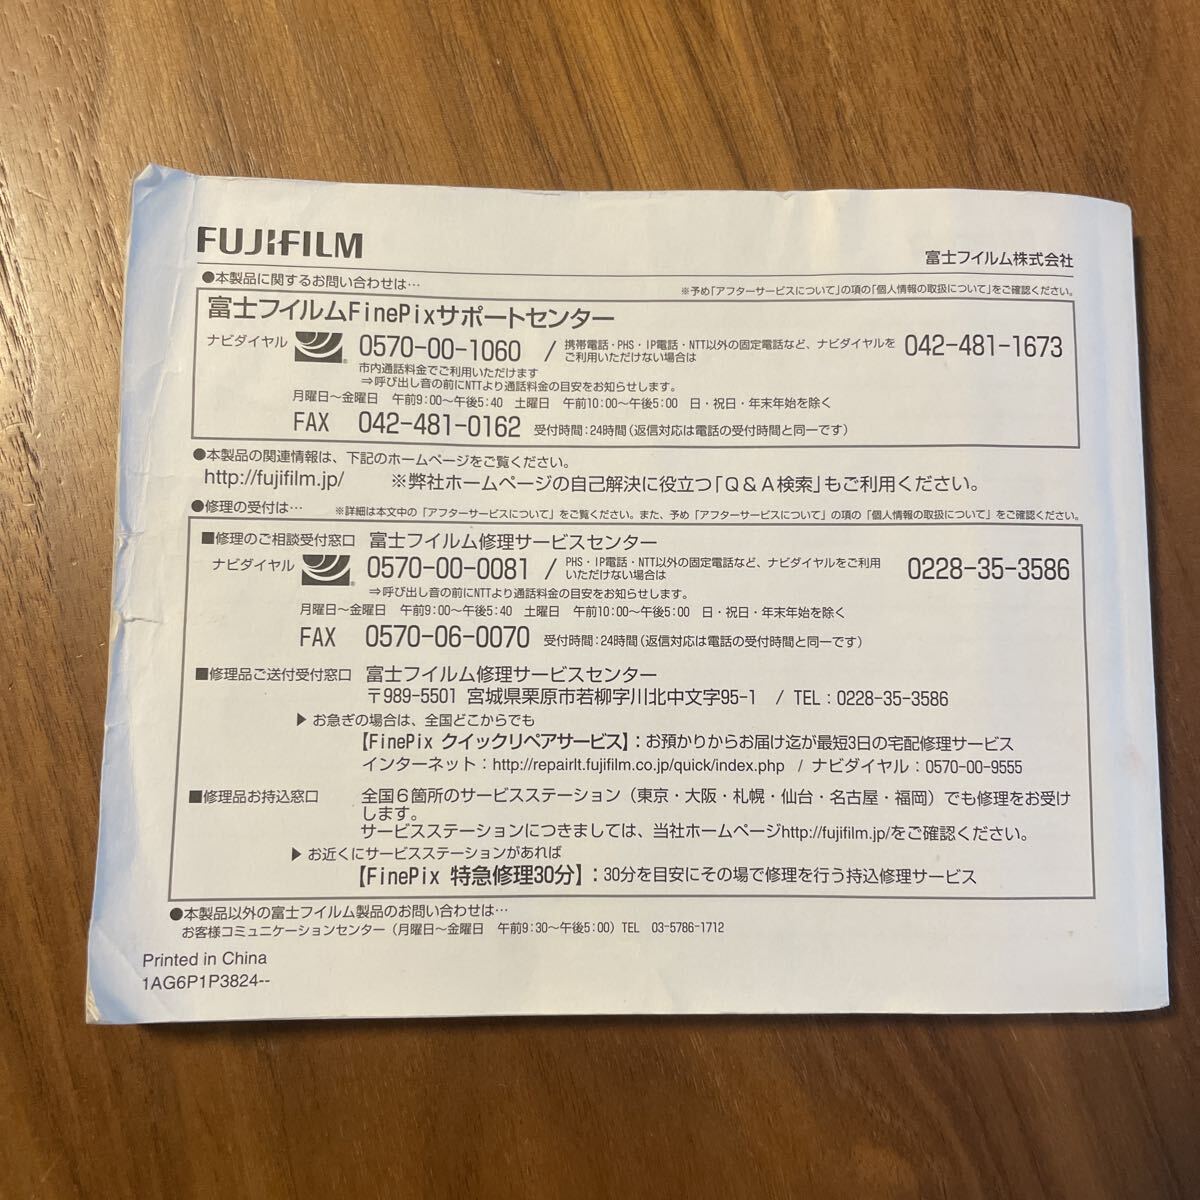 FUJIFILM
富士フイルム株式会社
●本製品に関するお問い合わせは…
※予め「アフターサービスについて」の項の「個人情報の取扱について」をご確認ください。
富士フイルムFinePixサポートセンター
ナビダイヤル 0570-00-1060 / 携帯電話・PHS・IP電話・NTT以外の固定電話など、ナビダイヤルを
ご利用いただけない場合は 042-481-1673
市内通話料金でご利用いただけます
⇒呼び出し音の前にNTTより通話料金の目安をお知らせします。
月曜日〜金曜日 午前9:00〜午後5:40 土曜日 午前10:00〜午後5:00 日・祝日・年末年始を除く
FAX 042-481-0162 受付時間:24時間(返信対応は電話の受付時間と同一です)
●本製品の関連情報は、下記のホームページをご覧ください。
http://fujifilm.jp/ ※弊社ホームページの自己解決に役立つ「Q&A検索」もご利用ください。
●修理の受付は… ※詳細は本文中の「アフターサービスについて」をご覧ください。また、予め「アフターサービスについて」の項の「個人情報の取扱について」をご確認ください。
■修理のご相談受付窓口 富士フイルム修理サービスセンター
ナビダイヤル 0570-00-0081 / PHS・IP電話・NTT以外の固定電話など、ナビダイヤルをご利用
いただけない場合は 0228-35-3586
⇒呼び出し音の前にNTTより通話料金の目安をお知らせします。
月曜日〜金曜日 午前9:00〜午後5:40 土曜日 午前10:00〜午後5:00 日・祝日・年末年始を除く
FAX 0570-06-0070 受付時間:24時間(返信対応は電話の受付時間と同一です)
■修理品ご送付受付窓口 富士フイルム修理サービスセンター
〒989-5501 宮城県栗原市若柳字川北中文字95-1 / TEL:0228-35-3586
▶ お急ぎの場合は、全国どこからでも
【FinePix クイックリペアサービス】:お預かりからお届け迄が最短3日の宅配修理サービス
インターネット:http://repairlt.fujifilm.co.jp/quick/index.php / ナビダイヤル:0570-00-9555
■修理品お持込窓口 全国6箇所のサービスステーション(東京・大阪・札幌・仙台・名古屋・福岡)でも修理をお受け
します。
サービスステーションにつきましては、当社ホームページhttp://fujifilm.jp/をご確認ください。
▶ お近くにサービスステーションがあれば
【FinePix 特急修理30分】:30分を目安にその場で修理を行う持込修理サービス
●本製品以外の富士フイルム製品のお問い合わせは…
お客様コミュニケーションセンター(月曜日〜金曜日 午前9:30〜午後5:00) TEL 03-5786-1712
Printed in China
1AG6P1P3824--